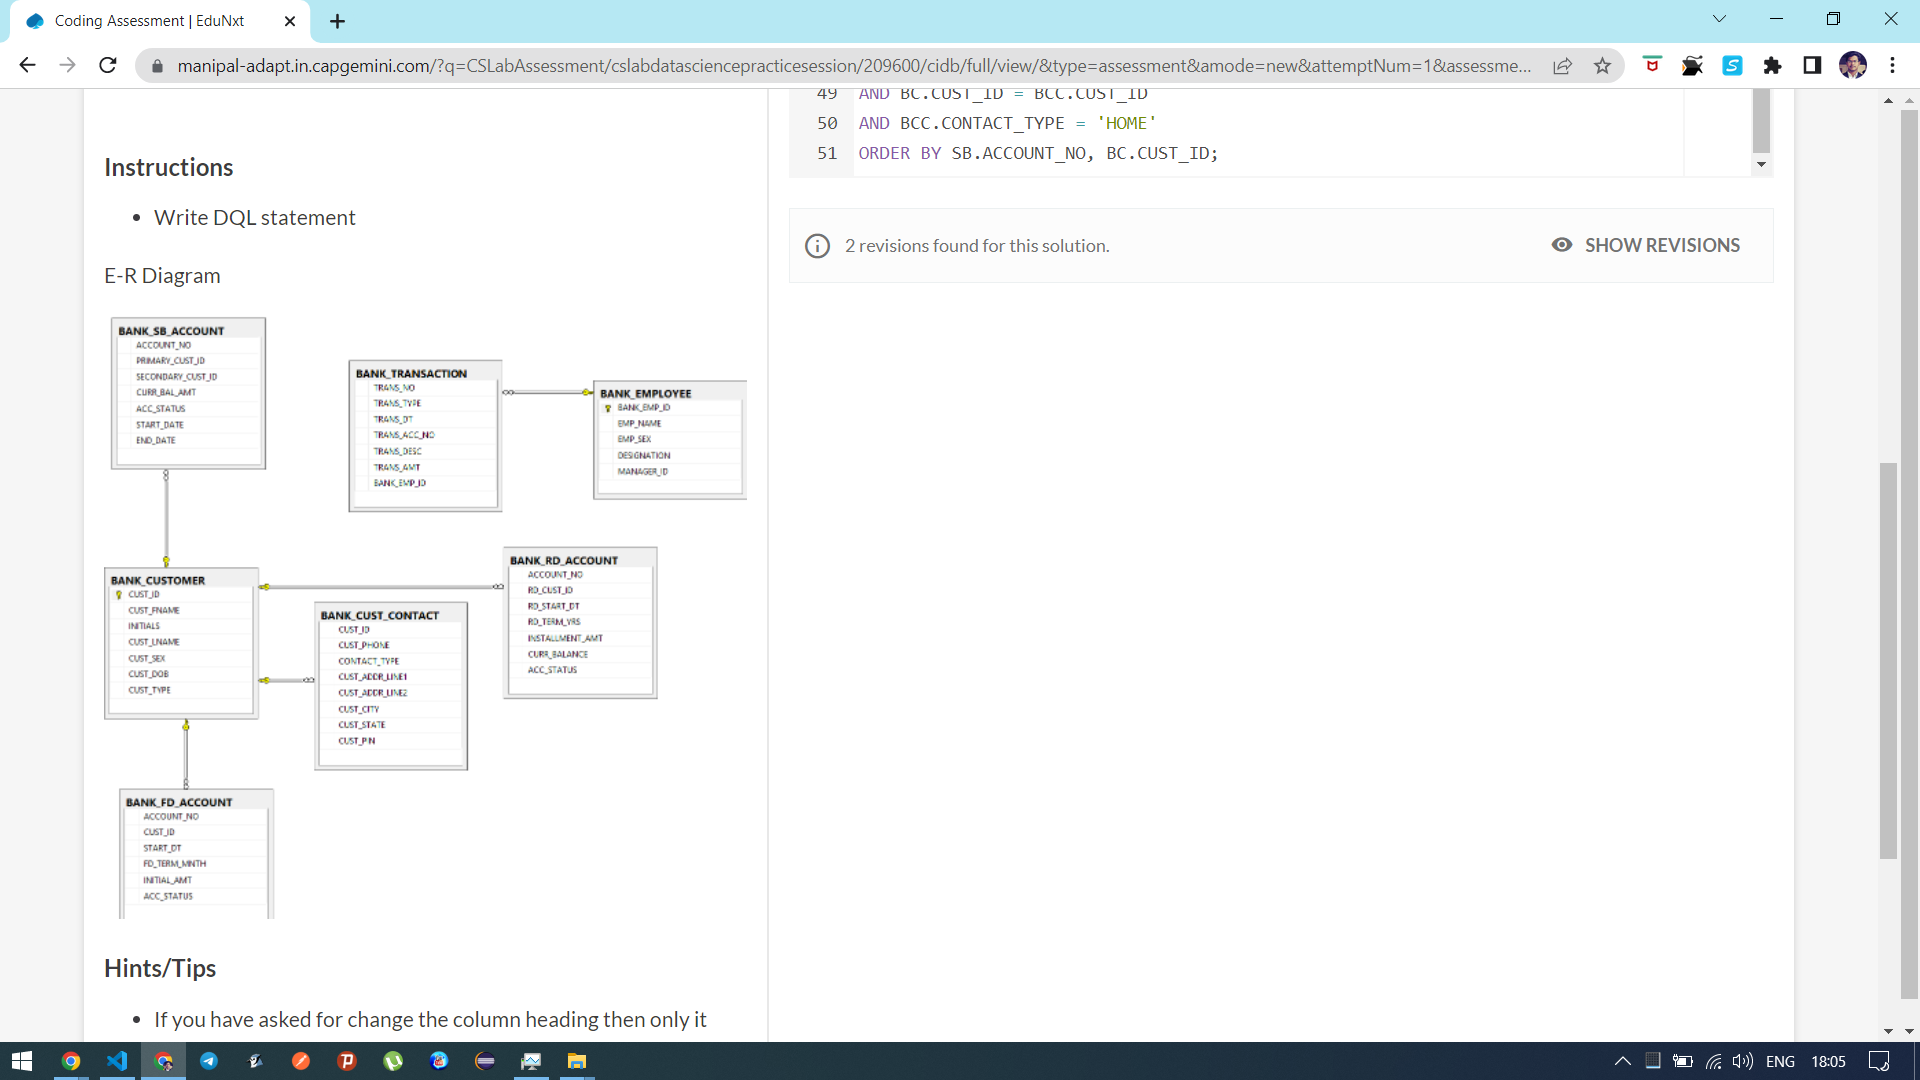 Coding Assessment | EduNxt
manipal-adapt.in.capgemini.com/?q=CSLabAssessment/cslabdatasciencepracticesession/209600/cidb/full/view/&type=assessment&amode=new&attemptNum=1&assessme...
49 AND BC.CUST_ID = BCC.CUST_ID
50 AND BCC.CONTACT_TYPE = 'HOME'
51 ORDER BY SB.ACCOUNT_NO, BC.CUST_ID;
2 revisions found for this solution.
SHOW REVISIONS
Instructions
• Write DQL statement
E-R Diagram
BANK_SB_ACCOUNT
ACCOUNT_NO
PRIMARY_CUST_ID
SECONDARY_CUST_ID
CURR_BAL_AMT
ACC_STATUS
START_DATE
END_DATE
BANK_TRANSACTION
TRANS_NO
TRANS_TYPE
TRANS_DT
TRANS_ACC_NO
TRANS_DESC
TRANS_AMT
BANK_EMP_ID
BANK_EMPLOYEE
BANK_EMP_ID
EMP_NAME
EMP_SEX
DESIGNATION
MANAGER_ID
BANK_CUSTOMER
CUST_ID
CUST_FNAME
INITIALS
CUST_LNAME
CUST_SEX
CUST_DOB
CUST_TYPE
BANK_CUST_CONTACT
CUST_ID
CUST_PHONE
CONTACT_TYPE
CUST_ADDR_LINE1
CUST_ADDR_LINE2
CUST_CITY
CUST_STATE
CUST_PIN
BANK_RD_ACCOUNT
ACCOUNT_NO
RD_CUST_ID
RD_START_DT
RD_TERM_YRS
INSTALLMENT_AMT
CURR_BALANCE
ACC_STATUS
BANK_FD_ACCOUNT
ACCOUNT_NO
CUST_ID
START_DT
FD_TERM_MNTH
INITIAL_AMT
ACC_STATUS
Hints/Tips
• If you have asked for change the column heading then only it
ENG 18:05